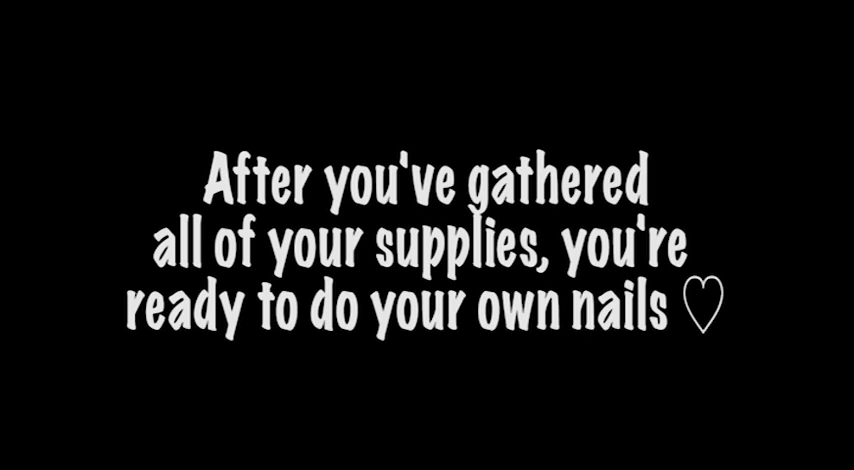 After you've gathered
all of your supplies, you're
ready to do your own nails ♡